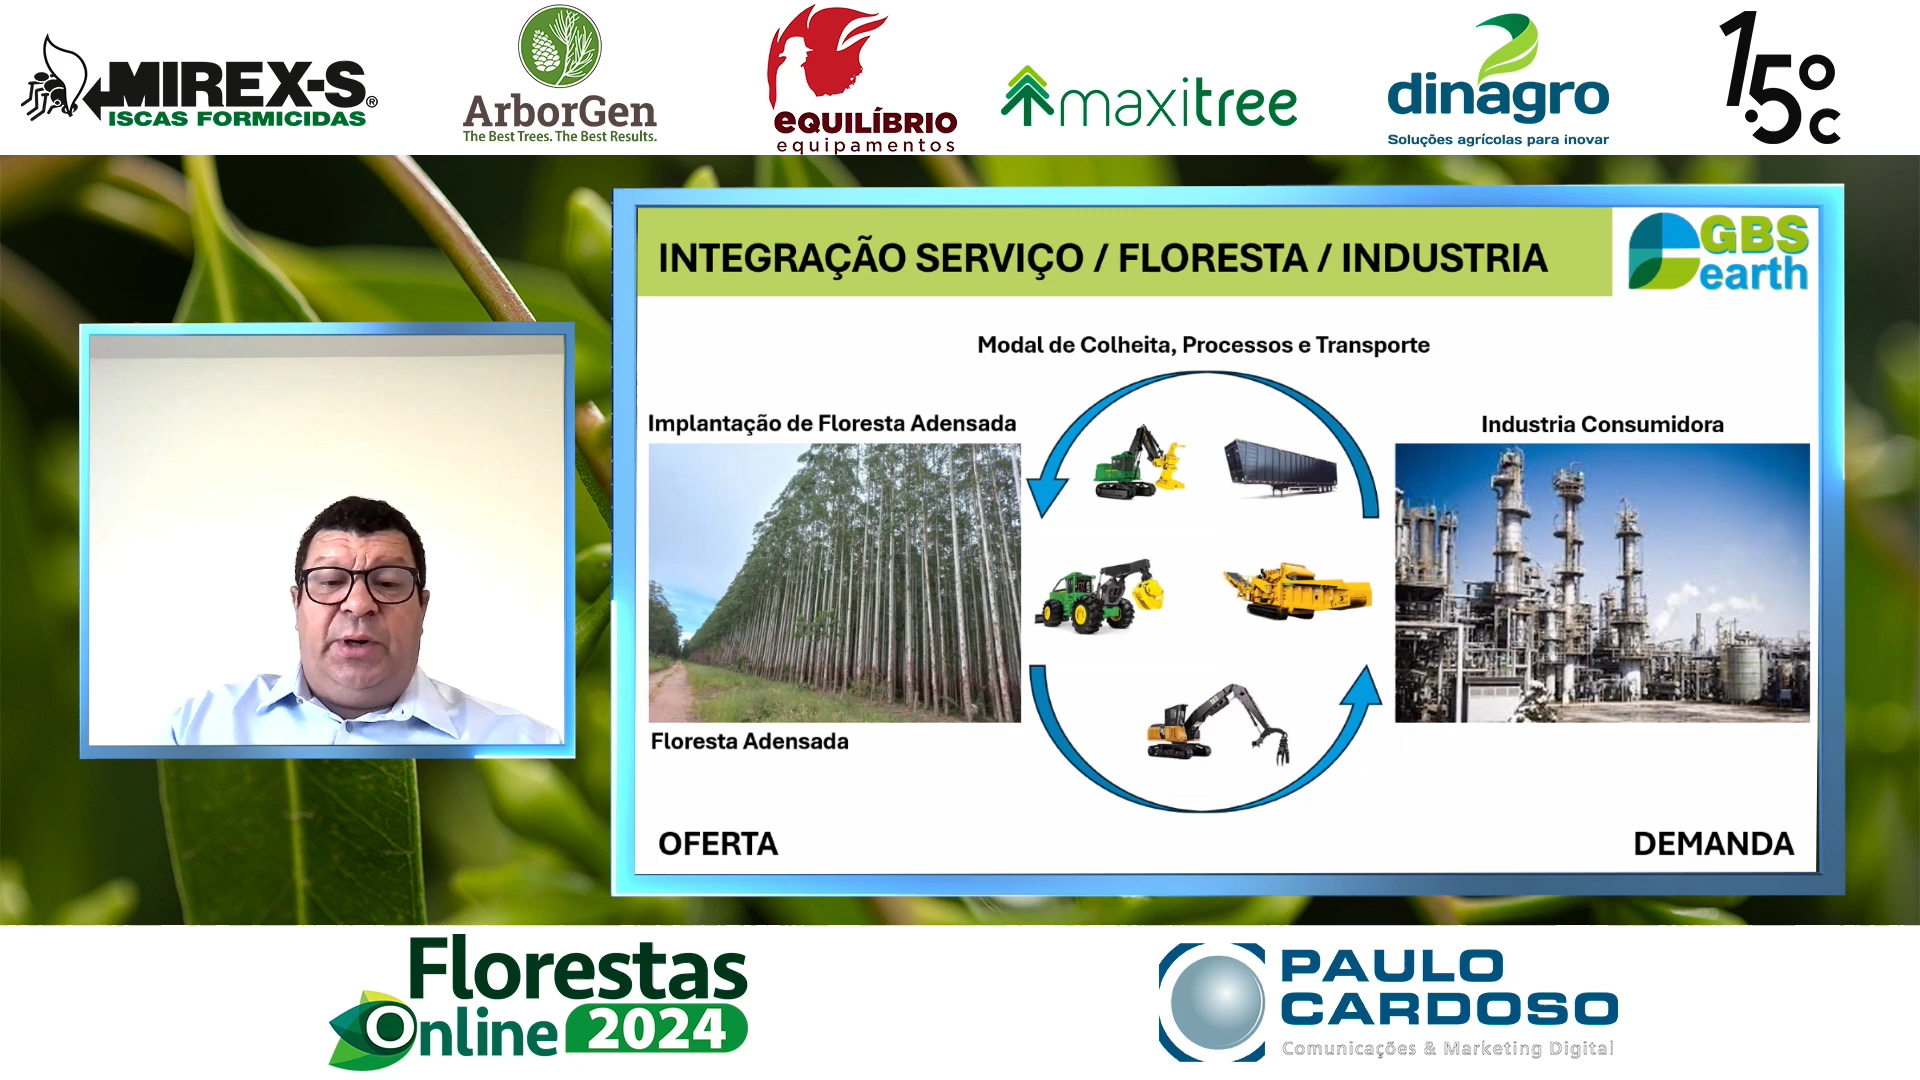 MIREX-S®
ISCAS FORMICIDAS
ArborGen
The Best Trees. The Best Results.
eQUILÍBRIO
equipamentos
maxitree
dinagro
Soluções agrícolas para inovar
1.5°C
INTEGRAÇÃO SERVIÇO / FLORESTA / INDUSTRIA
GBS
earth
Modal de Colheita, Processos e Transporte
Implantação de Floresta Adensada
Industria Consumidora
Floresta Adensada
OFERTA
DEMANDA
Florestas
Online 2024
PAULO
CARDOSO
Comunicações & Marketing Digital